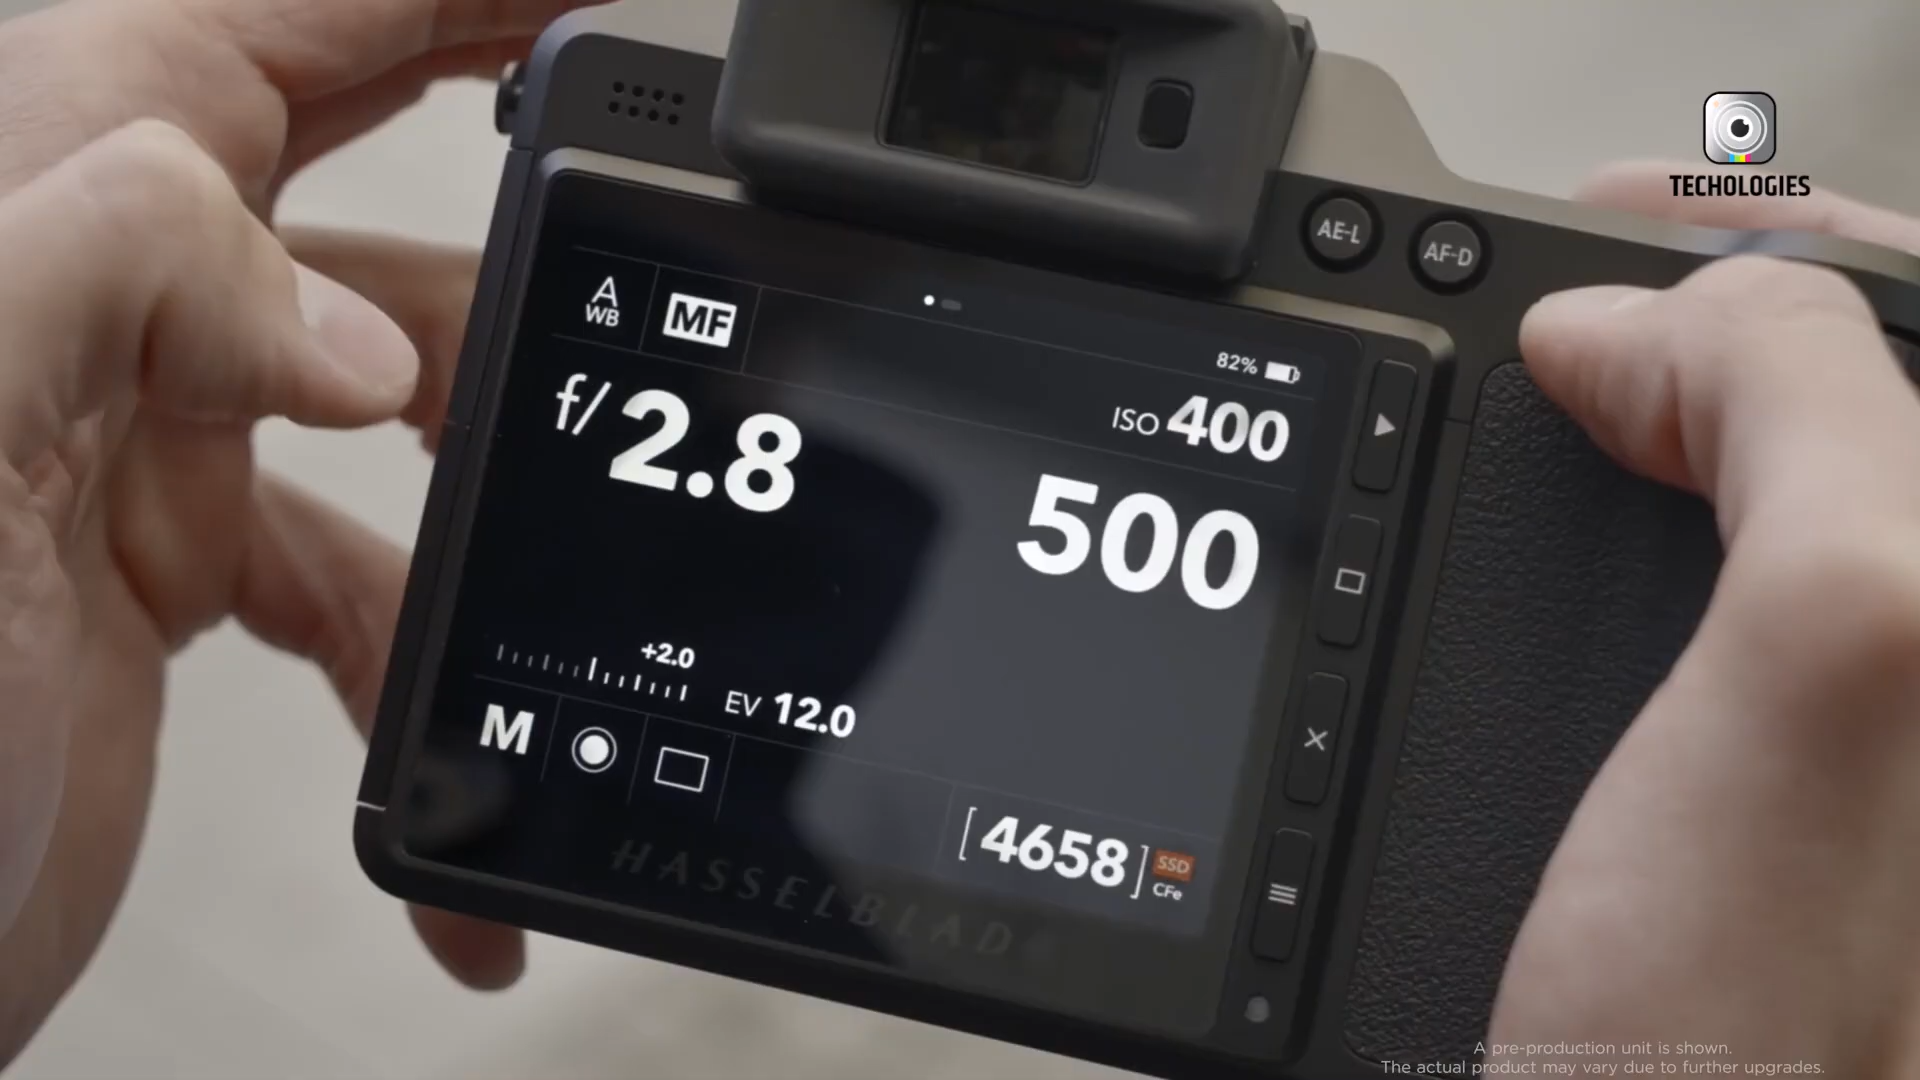 TECHOLOGIES
AE-L
AF-D
A
WB
MF
82%
f/2.8
ISO 400
500
+2.0
EV 12.0
M
[4658]
SSD
CFe
HASSELBLAD
A pre-production unit is shown.
The actual product may vary due to further upgrades.